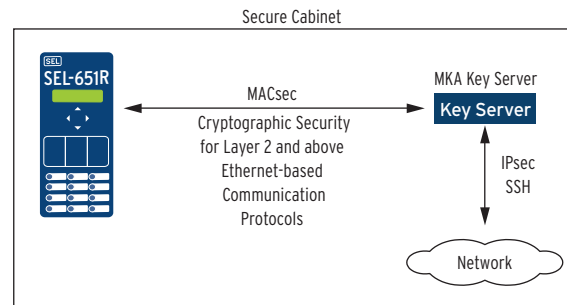 Secure Cabinet
SEL
SEL-651R
MACsec
Cryptographic Security
for Layer 2 and above
Ethernet-based
Communication
Protocols
MKA Key Server
Key Server
IPsec
SSH
Network